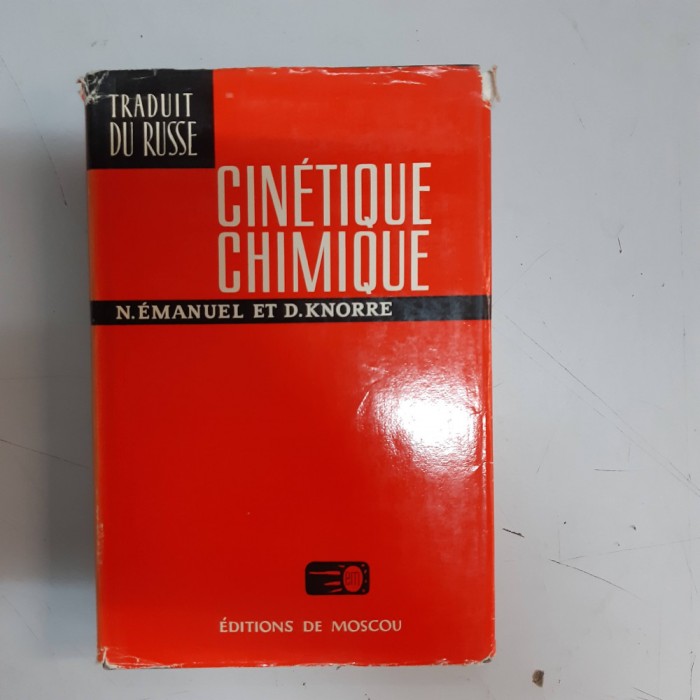 TRADUIT
DU RUSSE
CINÉTIQUE
CHIMIQUE
N.ÉMANUEL ET D.KNORRE
ÉDITIONS DE MOSCOU